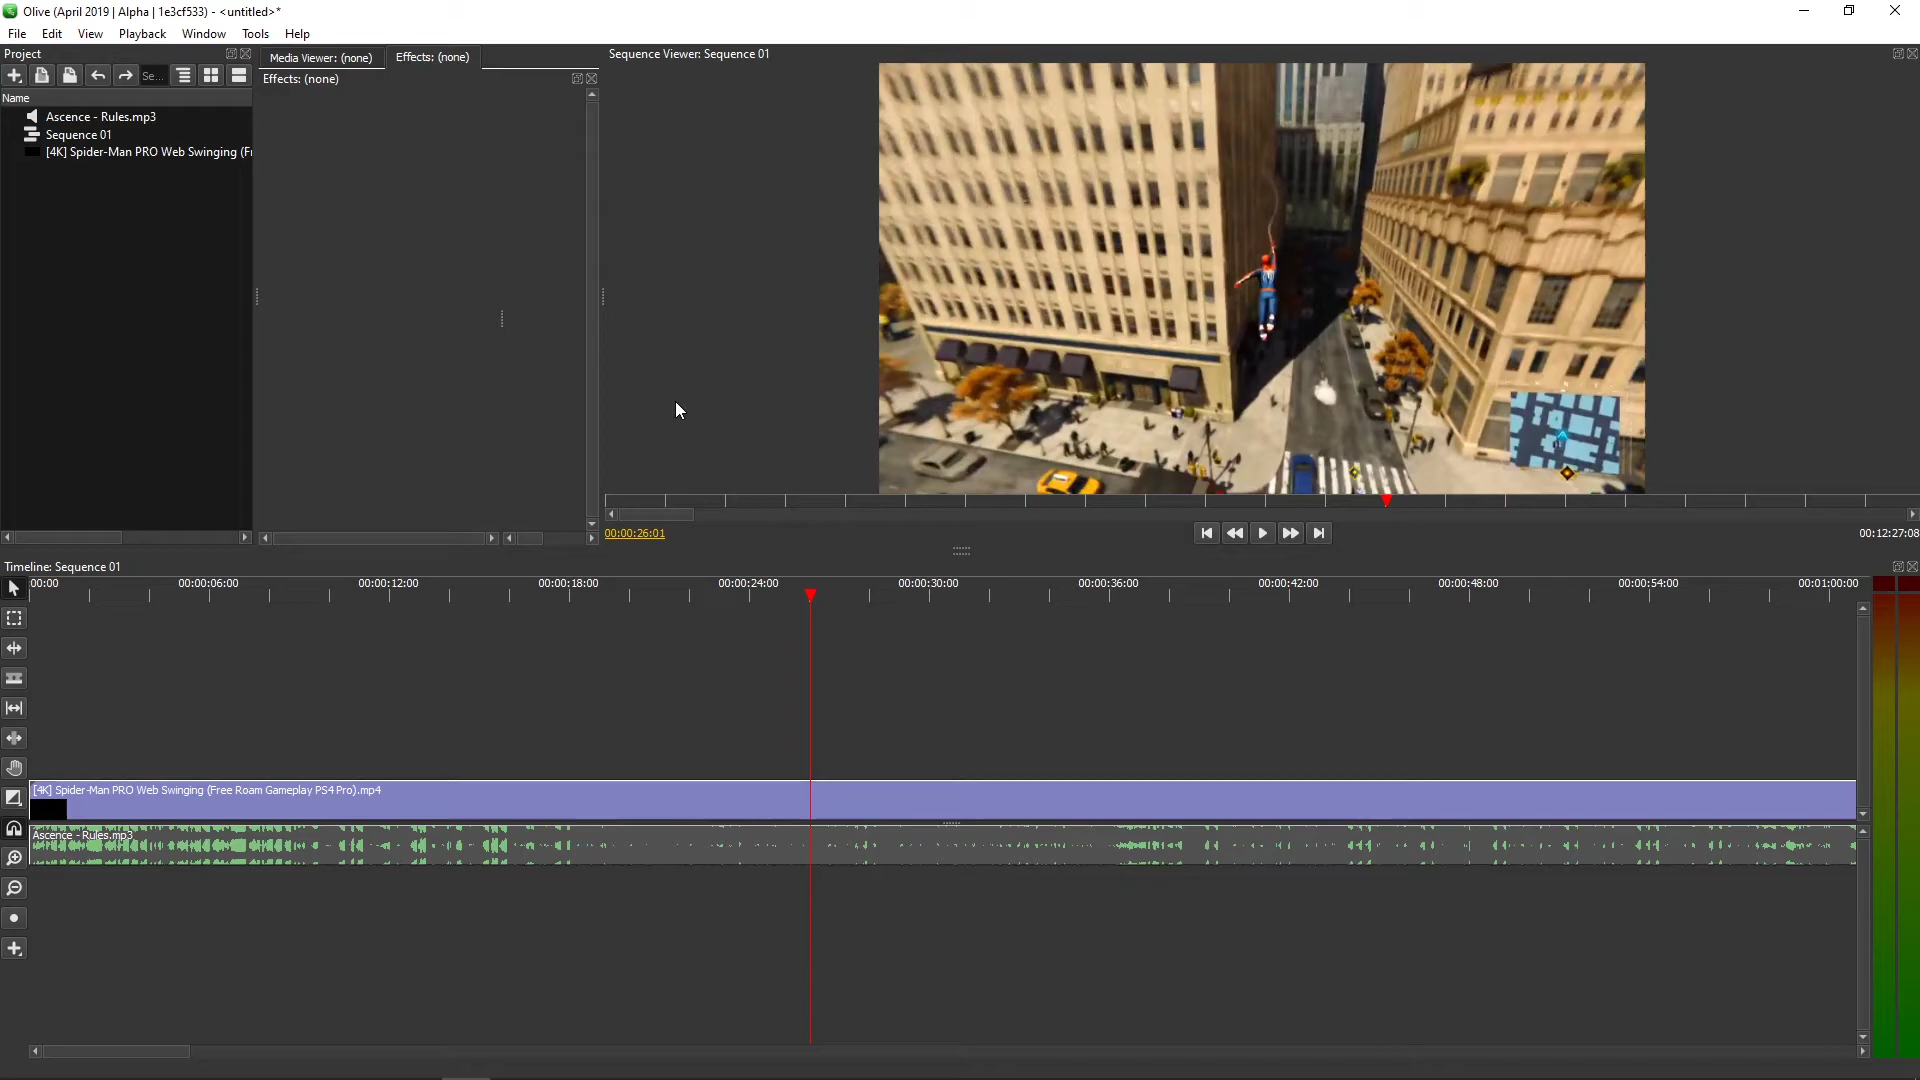 Olive (April 2019 | Alpha | 1e3cf533) - <untitled>*
File Edit View Playback Window Tools Help
Project
Media Viewer: (none) Effects: (none)
Sequence Viewer: Sequence 01
Se...
Effects: (none)
Name
Ascence - Rules.mp3
Sequence 01
[4K] Spider-Man PRO Web Swinging (Fr
00:00:26:01
00:12:27:08
Timeline: Sequence 01
00:00 00:00:06:00 00:00:12:00 00:00:18:00 00:00:24:00 00:00:30:00 00:00:36:00 00:00:42:00 00:00:48:00 00:00:54:00 00:01:00:00
[4K] Spider-Man PRO Web Swinging (Free Roam Gameplay PS4 Pro).mp4
Ascence - Rules.mp3